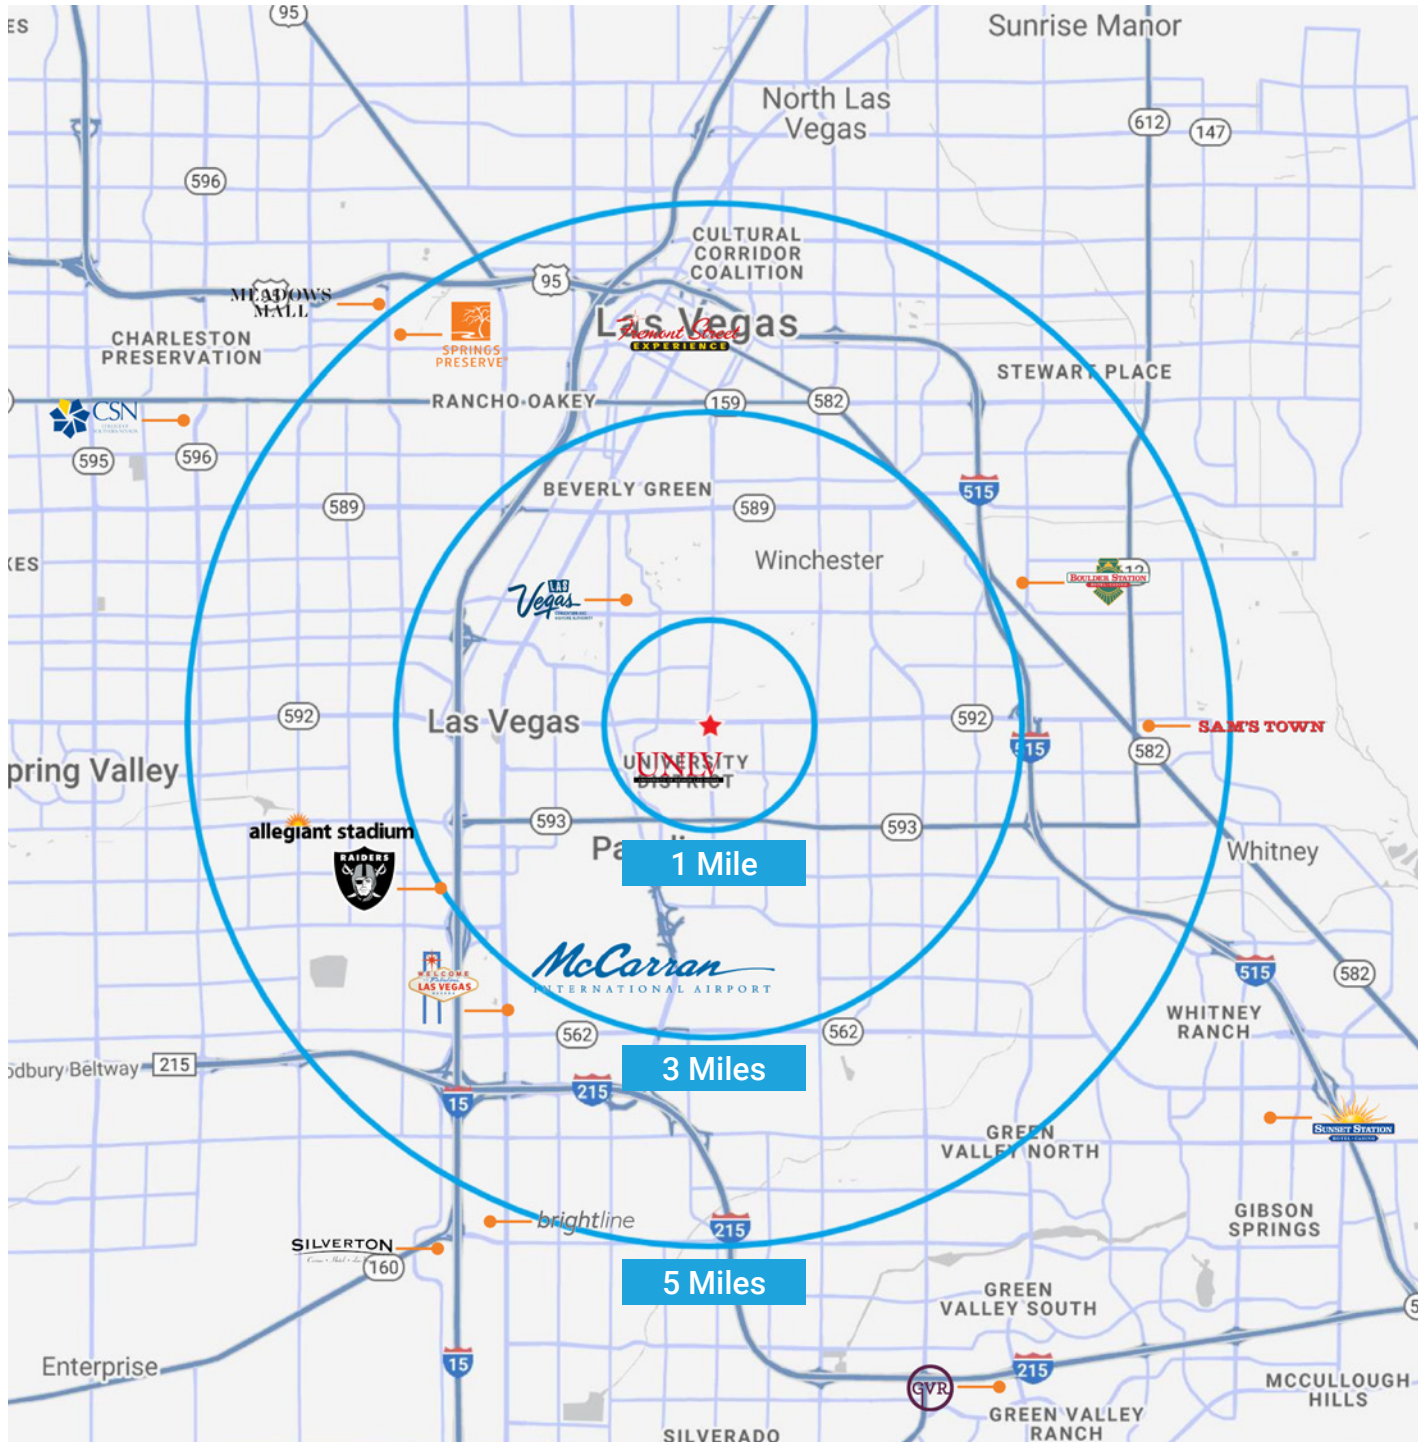 95
ES
Sunrise Manor
North Las
Vegas
612
147
596
CULTURAL
CORRIDOR
COALITION
95
MEADOWS
MALL
Las Vegas
Fremont Street
EXPERIENCE
SPRINGS
PRESERVE
CHARLESTON
PRESERVATION
STEWART PLACE
RANCHO OAKEY
159
582
CSN
595
596
515
BEVERLY GREEN
589
589
Winchester
KES
BOULDER STATION
LAS
Vegas
592
Las Vegas
592
SAM'S TOWN
515
582
UNIVERSITY
DISTRICT
UNLV
pring Valley
593
593
allegiant stadium
RAIDERS
Whitney
1 Mile
McCarran
INTERNATIONAL AIRPORT
WELCOME
LAS VEGAS
515
582
WHITNEY
RANCH
562
562
odbury Beltway
215
3 Miles
15
215
SUNSET STATION
GREEN
VALLEY NORTH
GIBSON
SPRINGS
brightline
215
SILVERTON
160
5 Miles
GREEN
VALLEY SOUTH
Enterprise
15
215
GVR
MCCULLOUGH
HILLS
GREEN VALLEY
RANCH
SILVERADO